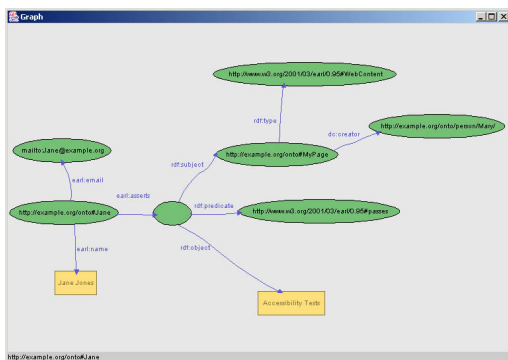 Graph
http://www.w3.org/2001/03/earl/0.95#WebContent
rdf:type
http://example.org/onto/person/Mary/
dc:creator
mailto:Jane@example.org
http://example.org/onto#MyPage
rdf:subject
earl:email
earl:asserts
rdf:predicate
http://example.org/onto#Jane
http://www.w3.org/2001/03/earl/0.95#passes
earl:name
rdf:object
Jane Jones
Accessibility Tests
http://example.org/onto#Jane